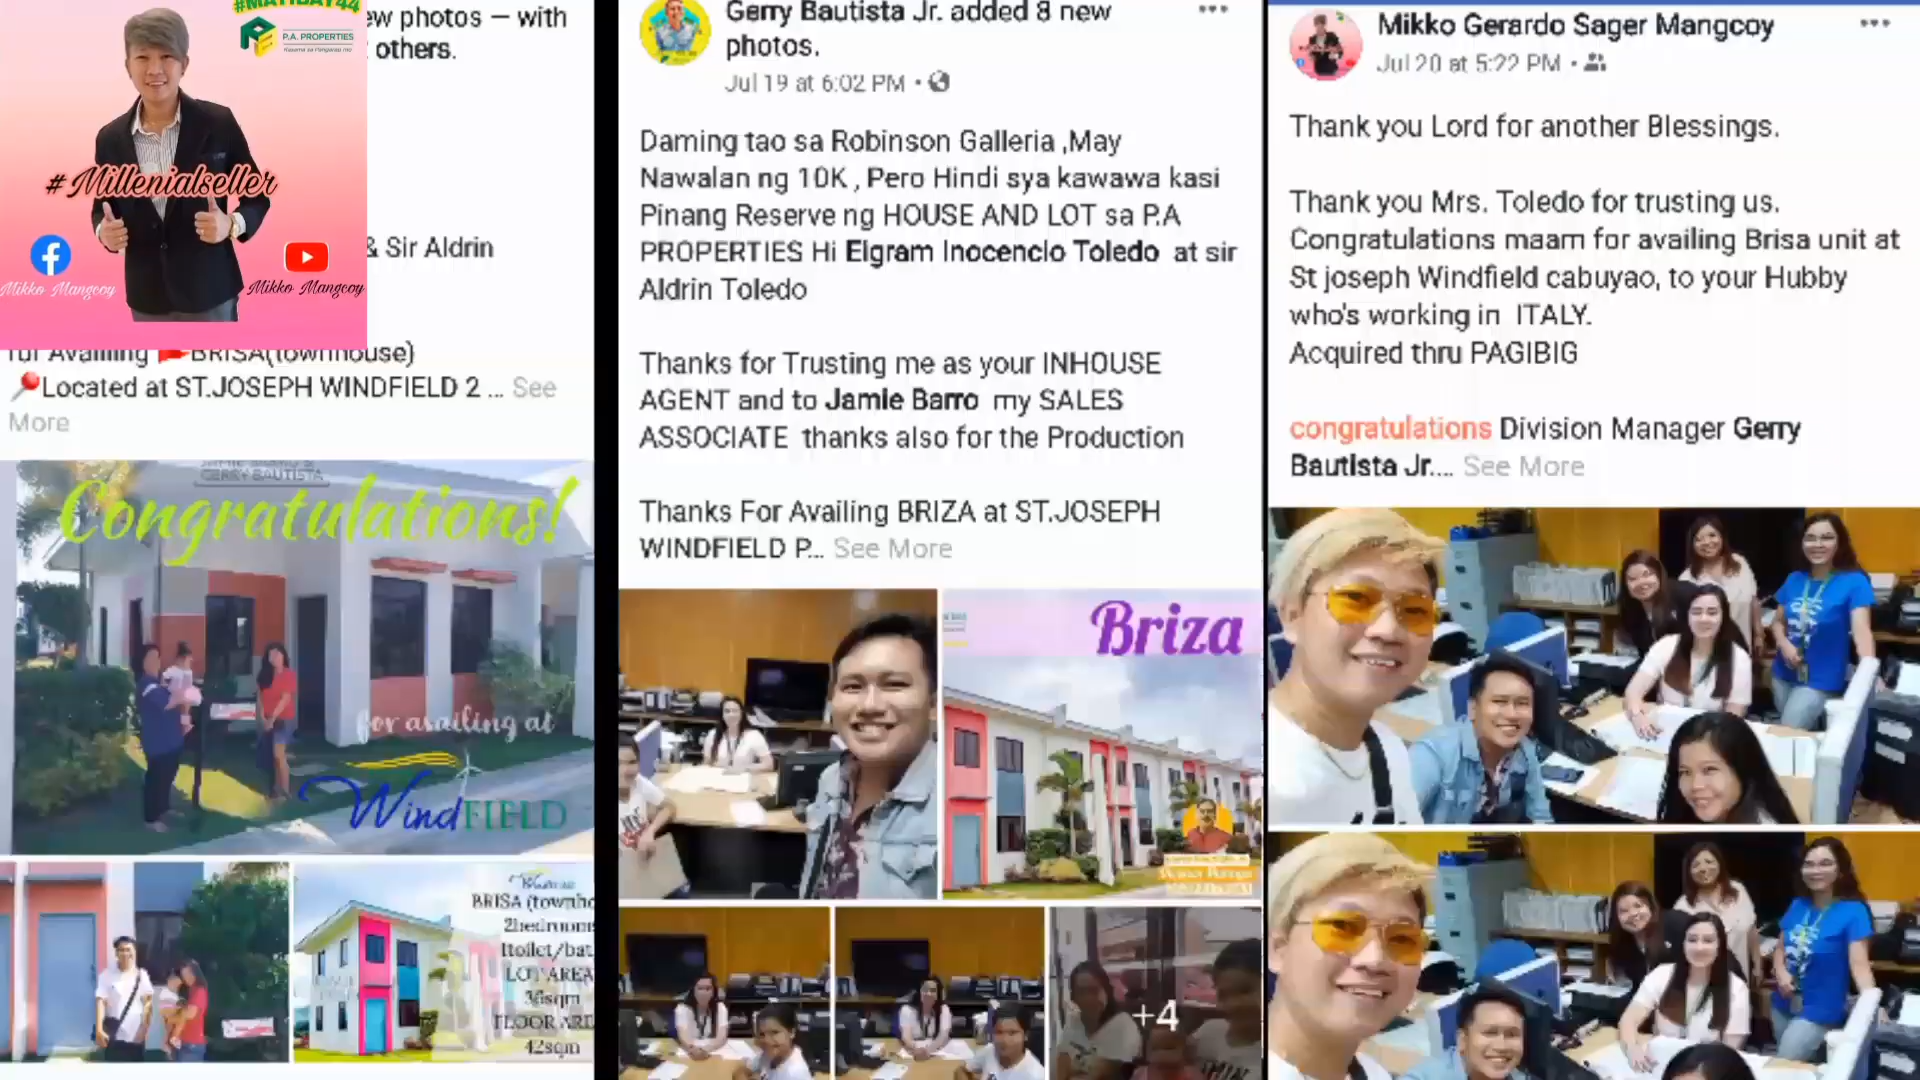 #MATIBAY44
P.A. PROPERTIES
#Millenialseller
Mikko Mangcoy
Mikko Mangcoy
ew photos — with
others.
& Sir Aldrin
for Availing 🚩BRISA(townhouse)
📍Located at ST.JOSEPH WINDFIELD 2 ... See
More
GERRY BAUTISTA
Congratulations!
for availing at
WindFIELD
BRISA (townho
2bedrooms
1toilet/bat
LOT AREA
36sqm
FLOOR ARE
42sqm
Gerry Bautista Jr. added 8 new
photos.
Jul 19 at 6:02 PM •
Daming tao sa Robinson Galleria ,May
Nawalan ng 10K , Pero Hindi sya kawawa kasi
Pinang Reserve ng HOUSE AND LOT sa P.A
PROPERTIES Hi Elgram Inocencio Toledo at sir
Aldrin Toledo
Thanks for Trusting me as your INHOUSE
AGENT and to Jamie Barro my SALES
ASSOCIATE thanks also for the Production
Thanks For Availing BRIZA at ST.JOSEPH
WINDFIELD P... See More
Briza
+4
Mikko Gerardo Sager Mangcoy
Jul 20 at 5:22 PM •
Thank you Lord for another Blessings.
Thank you Mrs. Toledo for trusting us.
Congratulations maam for availing Brisa unit at
St joseph Windfield cabuyao, to your Hubby
who's working in ITALY.
Acquired thru PAGIBIG
congratulations Division Manager Gerry
Bautista Jr.... See More